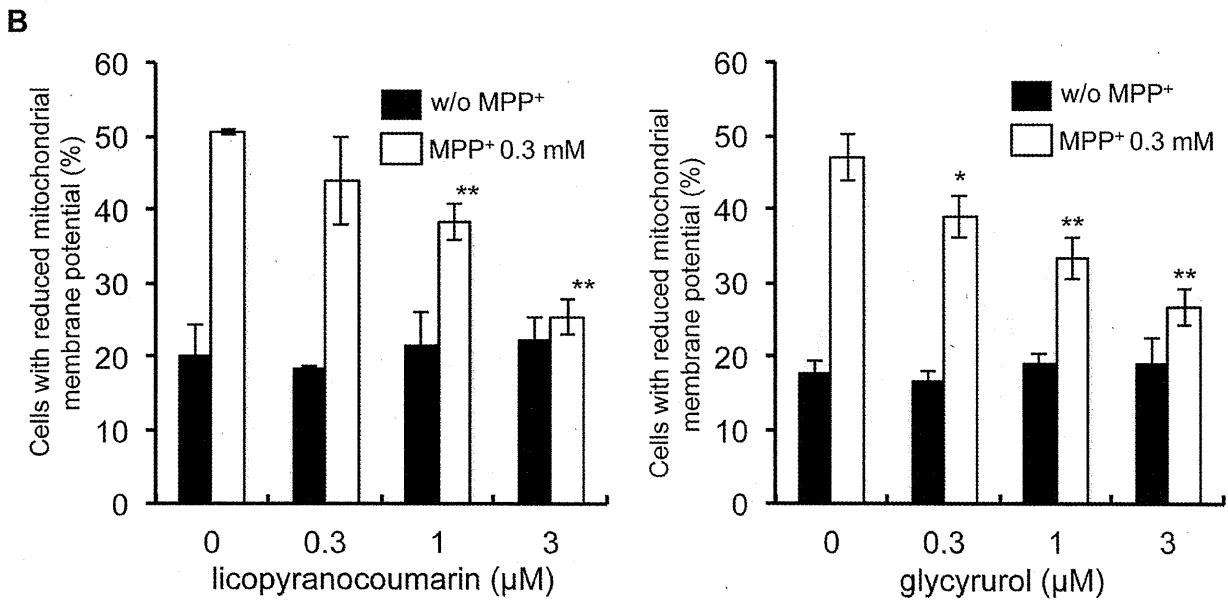 B
Cells with reduced mitochondrial
membrane potential (%)
60
50
40
30
20
10
0
w/o MPP⁺
MPP⁺ 0.3 mM
**
**
0 0.3 1 3
licopyranocoumarin (μM)
Cells with reduced mitochondrial
membrane potential (%)
60
50
40
30
20
10
0
w/o MPP⁺
MPP⁺ 0.3 mM
*
**
**
0 0.3 1 3
glycyrurol (μM)